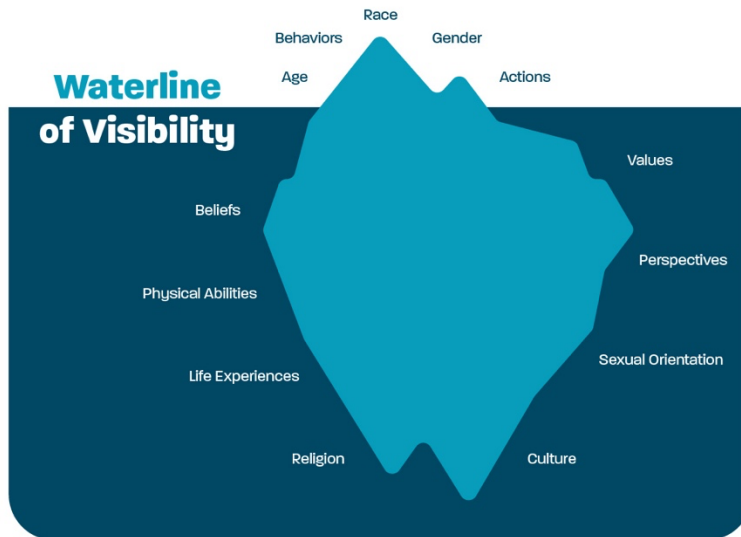 Race
Behaviors
Gender
Age
Actions
Waterline
of Visibility
Values
Beliefs
Perspectives
Physical Abilities
Sexual Orientation
Life Experiences
Religion
Culture